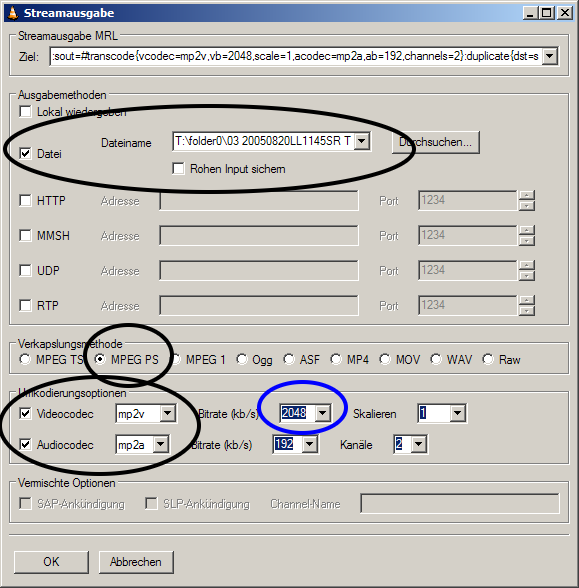 Streamausgabe
Streamausgabe MRL
Ziel: :sout=#transcode{vcodec=mp2v,vb=2048,scale=1,acodec=mp2a,ab=192,channels=2}:duplicate{dst=s
Ausgabemethoden
Lokal wiedergeben
Datei Dateiname T:\folder0\03 20050820LL1145SR T Durchsuchen...
Rohen Input sichern
HTTP Adresse Port 1234
MMSH Adresse Port 1234
UDP Adresse Port 1234
RTP Adresse Port 1234
Verkapslungsmethode
MPEG TS MPEG PS MPEG 1 Ogg ASF MP4 MOV WAV Raw
Umkodierungsoptionen
Videocodec mp2v Bitrate (kb/s) 2048 Skalieren 1
Audiocodec mp2a Bitrate (kb/s) 192 Kanäle 2
Vermischte Optionen
SAP-Ankündigung SLP-Ankündigung Channel-Name
OK Abbrechen